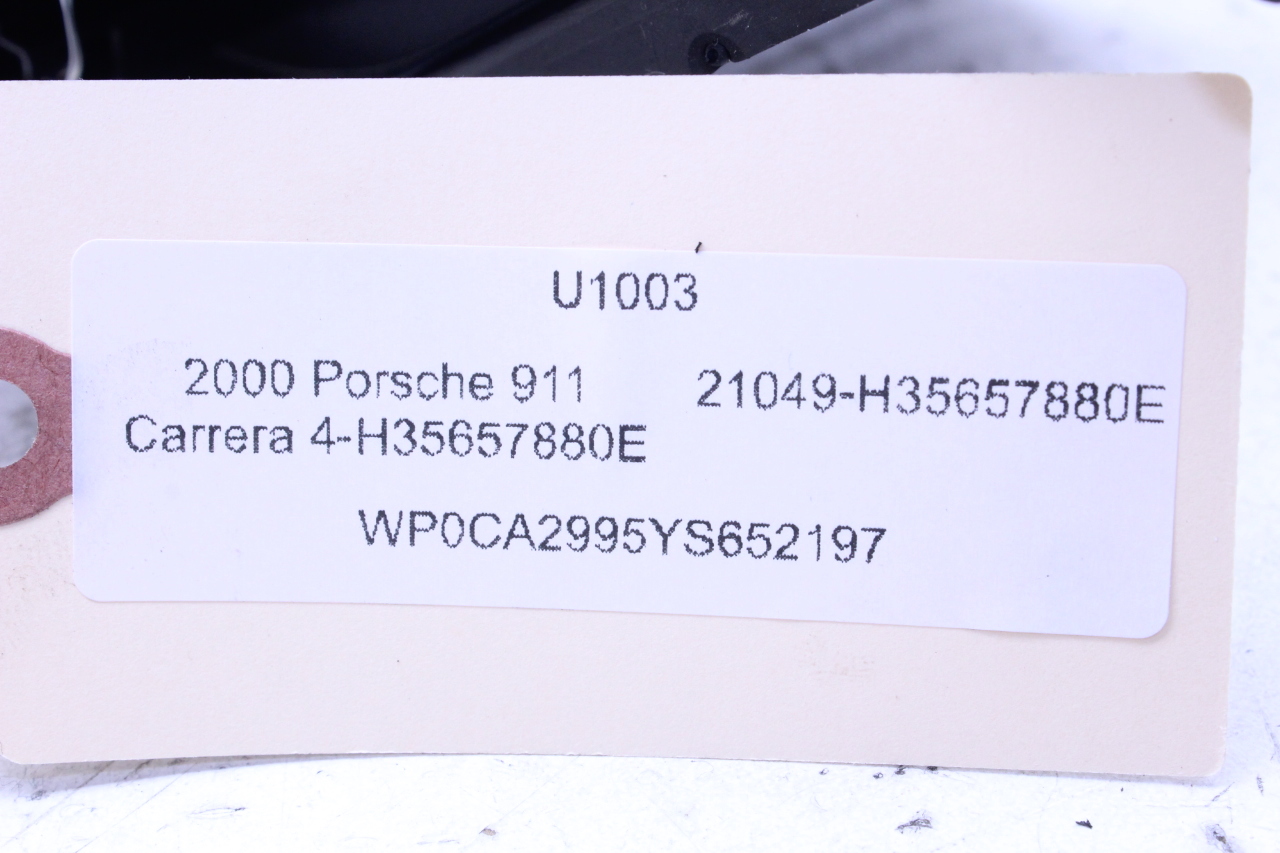 U1003
2000 Porsche 911
Carrera 4-H35657880E
21049-H35657880E
WP0CA2995YS652197